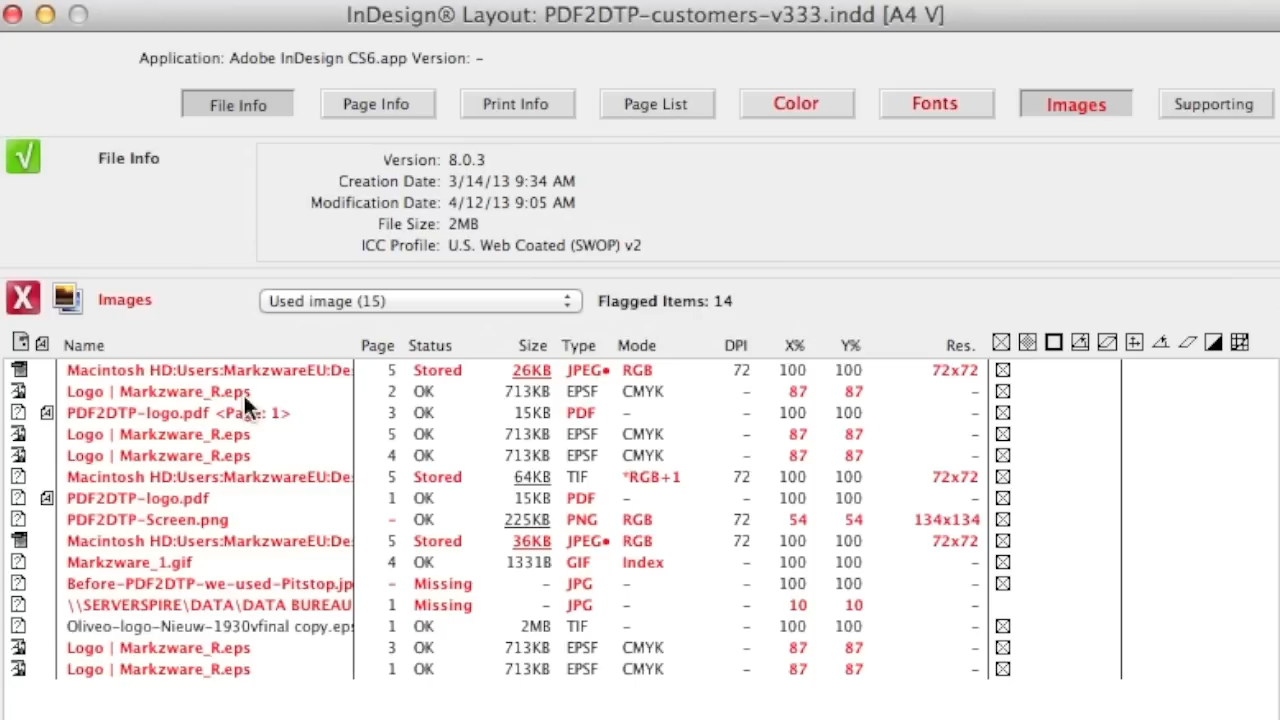 InDesign® Layout: PDF2DTP-customers-v333.indd [A4 V]
Application: Adobe InDesign CS6.app Version: –
File Info Page Info Print Info Page List Color Fonts Images Supporting
File Info
Version: 8.0.3
Creation Date: 3/14/13 9:34 AM
Modification Date: 4/12/13 9:05 AM
File Size: 2MB
ICC Profile: U.S. Web Coated (SWOP) v2
Images Used image (15) Flagged Items: 14
Name Page Status Size Type Mode DPI X% Y% Res.
Macintosh HD:Users:MarkzwareEU:De 5 Stored 26KB JPEG• RGB 72 100 100 72x72
Logo | Markzware_R.eps 2 OK 713KB EPSF CMYK – 87 87 –
PDF2DTP-logo.pdf <Page: 1> 3 OK 15KB PDF – – 100 100 –
Logo | Markzware_R.eps 5 OK 713KB EPSF CMYK – 87 87 –
Logo | Markzware_R.eps 4 OK 713KB EPSF CMYK – 87 87 –
Macintosh HD:Users:MarkzwareEU:De 5 Stored 64KB TIF *RGB+1 72 100 100 72x72
PDF2DTP-logo.pdf 1 OK 15KB PDF – – 100 100 –
PDF2DTP-Screen.png – OK 225KB PNG RGB 72 54 54 134x134
Macintosh HD:Users:MarkzwareEU:De 5 Stored 36KB JPEG• RGB 72 100 100 72x72
Markzware_1.gif 4 OK 1331B GIF Index – 100 100 –
Before-PDF2DTP-we-used-Pitstop.jp – Missing – JPG – – 100 100 –
\\SERVERSPIRE\DATA\DATA BUREAU 1 Missing – JPG – – 10 10 –
Oliveo-logo-Nieuw-1930vfinal copy.eps 1 OK 2MB TIF – – 100 100 –
Logo | Markzware_R.eps 3 OK 713KB EPSF CMYK – 87 87 –
Logo | Markzware_R.eps 1 OK 713KB EPSF CMYK – 87 87 –